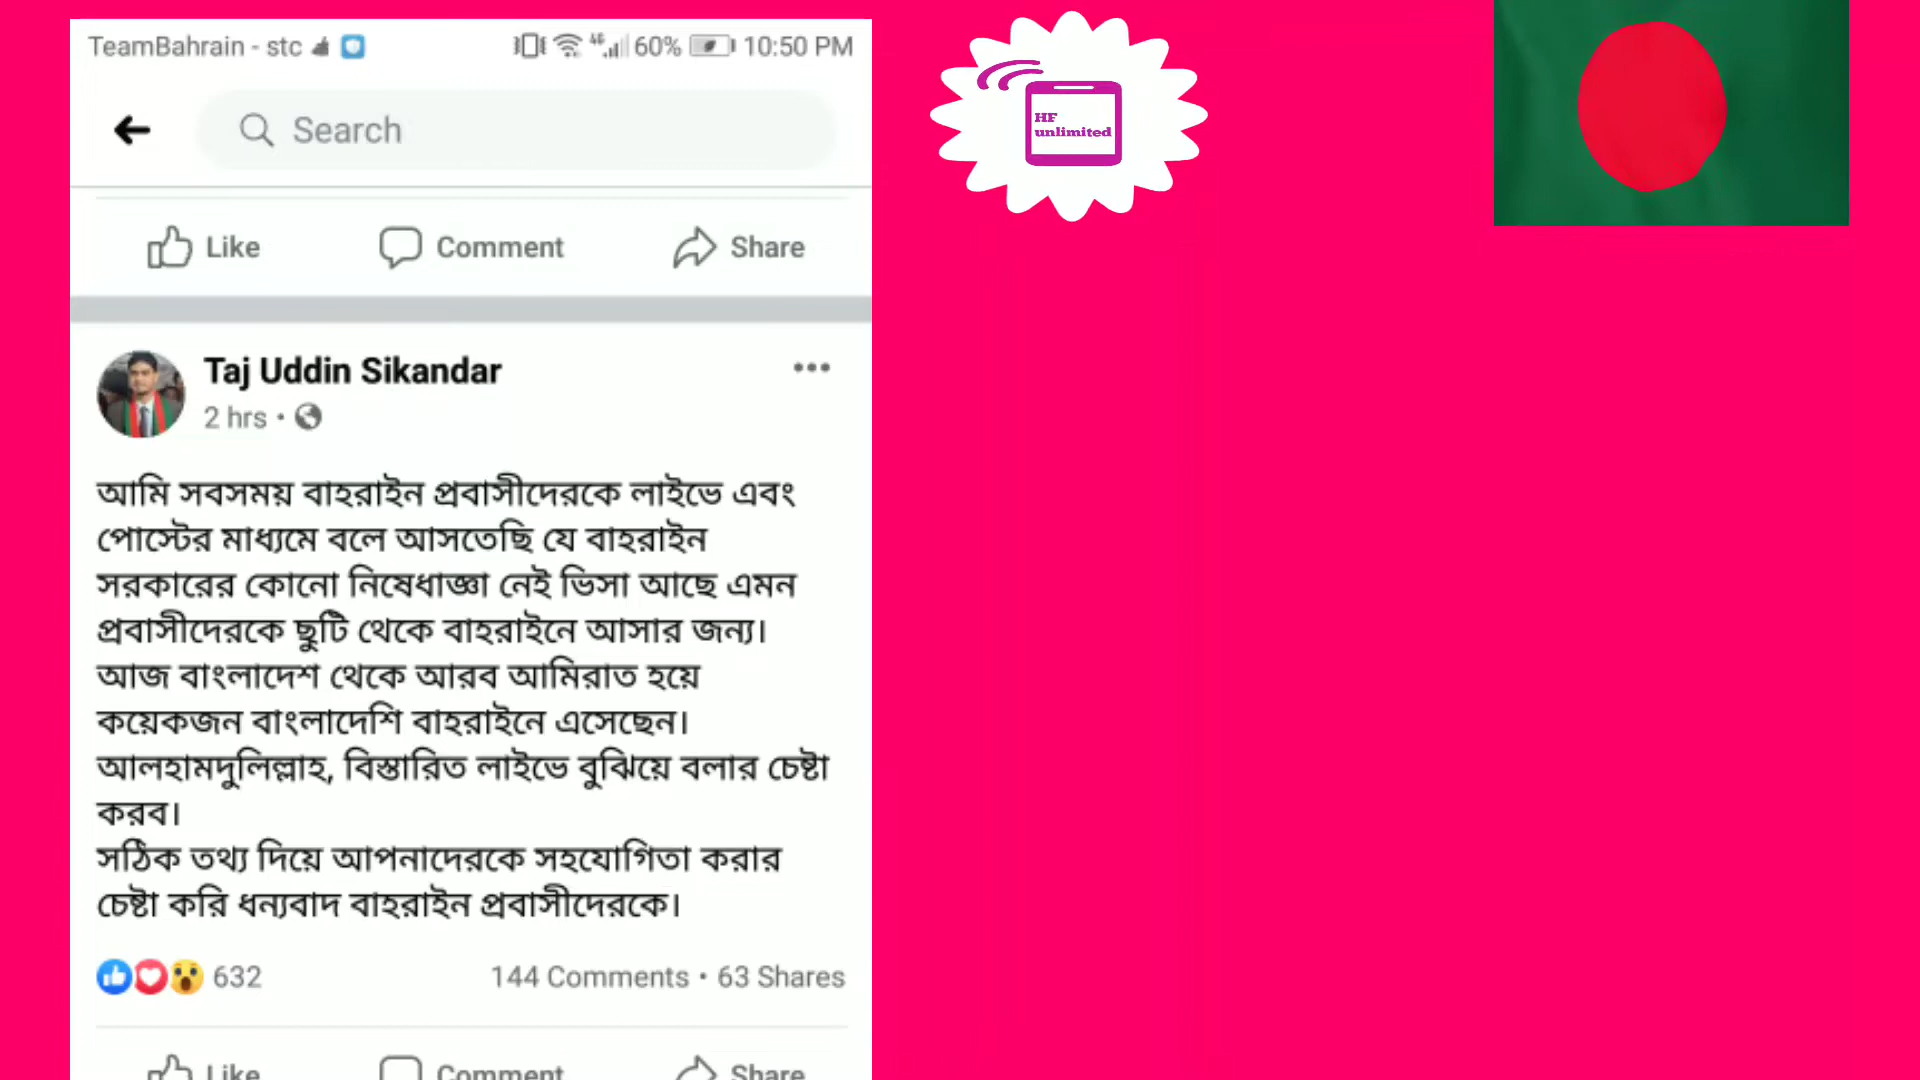 TeamBahrain - stc 60% 10:50 PM
HF
unlimited
Search
Like Comment Share
Taj Uddin Sikandar
2 hrs •
আমি সবসময় বাহরাইন প্রবাসীদেরকে লাইভে এবং
পোস্টের মাধ্যমে বলে আসতেছি যে বাহরাইন
সরকারের কোনো নিষেধাজ্ঞা নেই ভিসা আছে এমন
প্রবাসীদেরকে ছুটি থেকে বাহরাইনে আসার জন্য।
আজ বাংলাদেশ থেকে আরব আমিরাত হয়ে
কয়েকজন বাংলাদেশি বাহরাইনে এসেছেন।
আলহামদুলিল্লাহ, বিস্তারিত লাইভে বুঝিয়ে বলার চেষ্টা
করব।
সঠিক তথ্য দিয়ে আপনাদেরকে সহযোগিতা করার
চেষ্টা করি ধন্যবাদ বাহরাইন প্রবাসীদেরকে।
632 144 Comments • 63 Shares
Like Comment Share